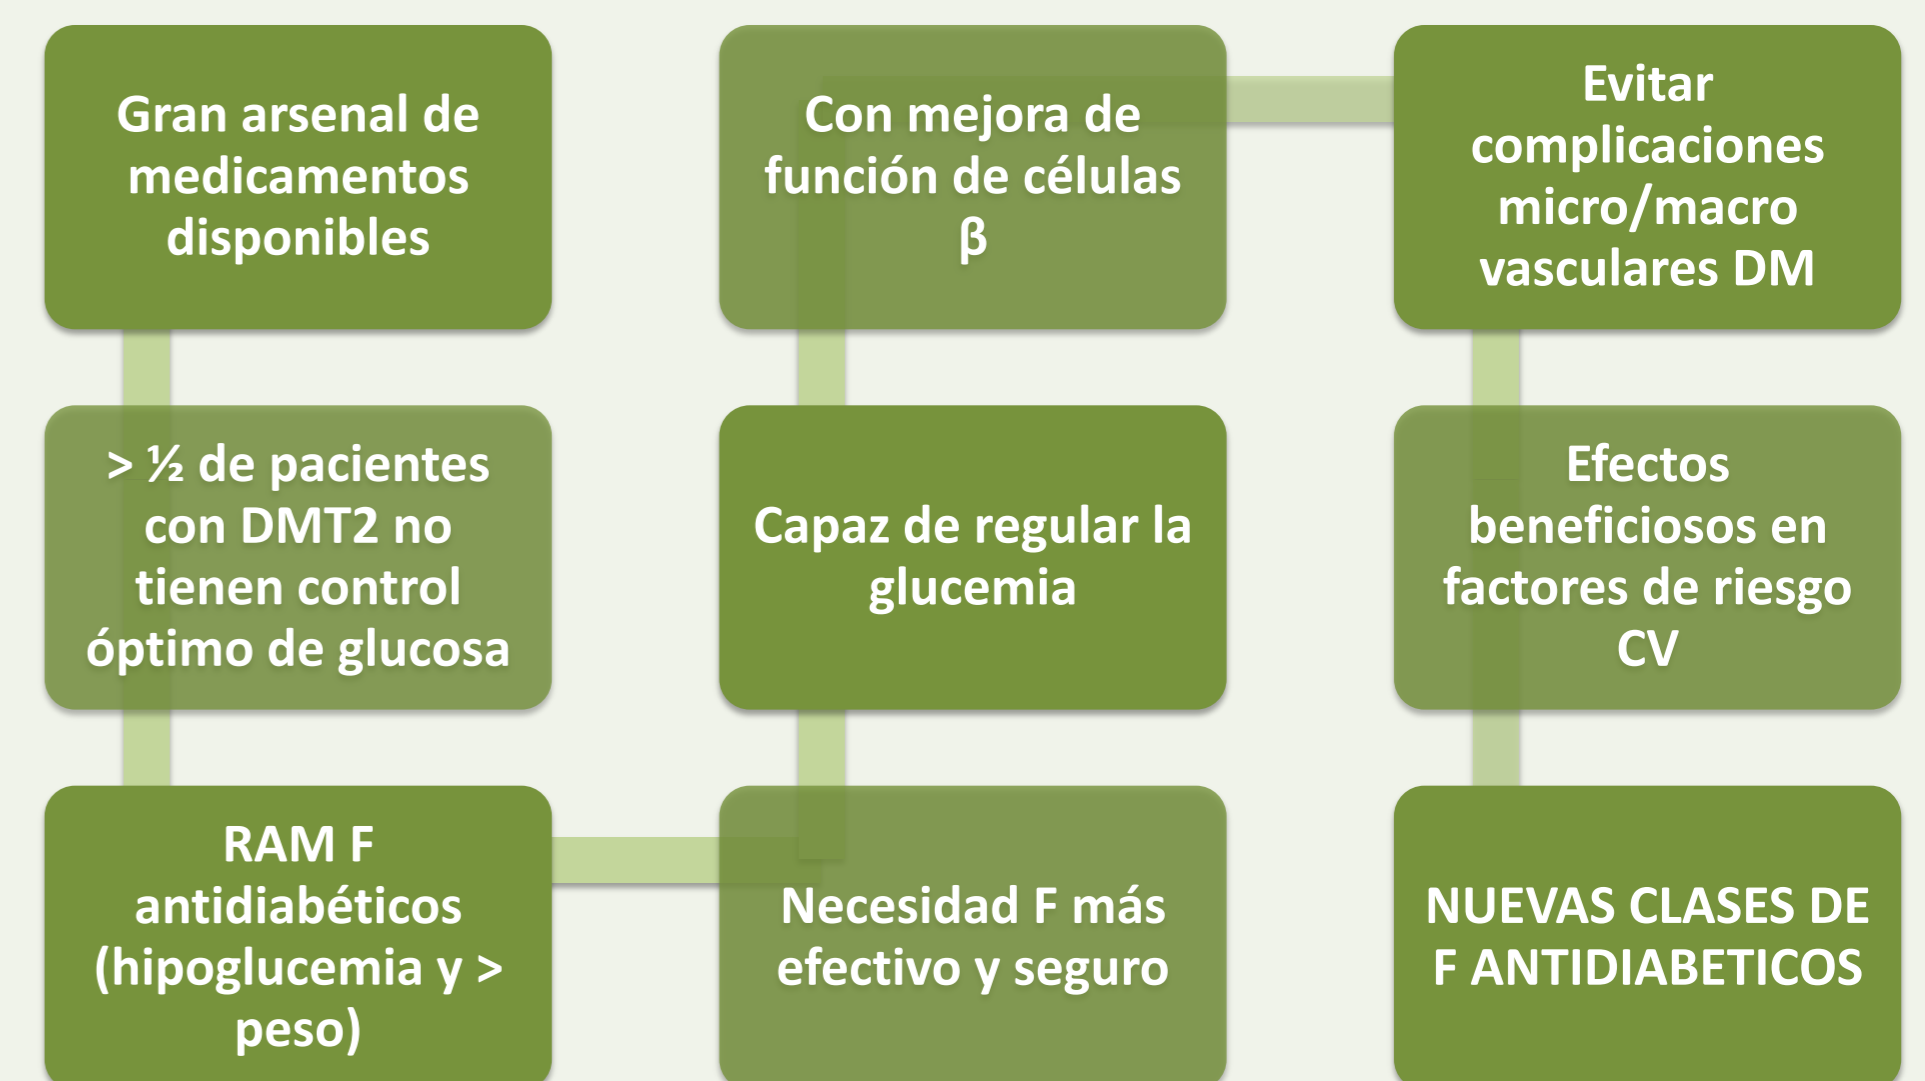 Gran arsenal de
medicamentos
disponibles
> ½ de pacientes
con DMT2 no
tienen control
óptimo de glucosa
RAM F
antidiabéticos
(hipoglucemia y >
peso)
Necesidad F más
efectivo y seguro
Capaz de regular la
glucemia
Con mejora de
función de células
β
Evitar
complicaciones
micro/macro
vasculares DM
Efectos
beneficiosos en
factores de riesgo
CV
NUEVAS CLASES DE
F ANTIDIABETICOS